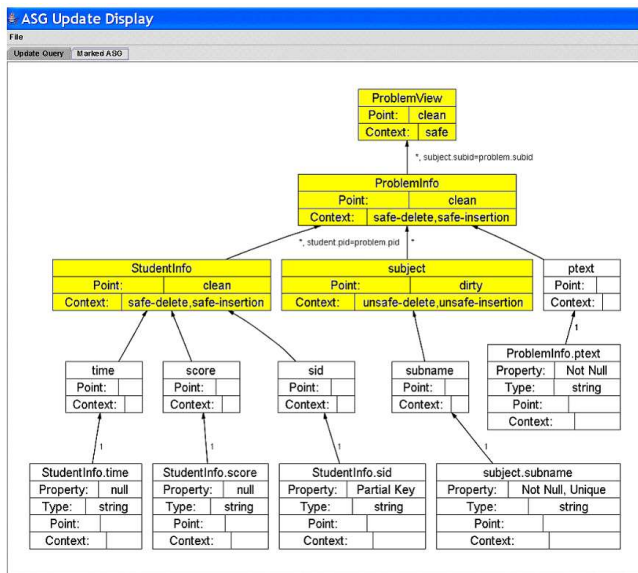 ASG Update Display
File
Update Query Marked ASG
ProblemView
Point: clean
Context: safe
*, subject.subid=problem.subid
ProblemInfo
Point: clean
Context: safe-delete,safe-insertion
*, student.pid=problem.pid *
StudentInfo subject ptext
Point: clean Point: dirty Point:
Context: safe-delete,safe-insertion Context: unsafe-delete,unsafe-insertion Context:
1
ProblemInfo.ptext
Property: Not Null
Type: string
Point:
Context:
time score sid subname
Point: Point: Point: Point:
Context: Context: Context: Context:
1 1 1 1
StudentInfo.time StudentInfo.score StudentInfo.sid subject.subname
Property: null Property: null Property: Partial Key Property: Not Null, Unique
Type: string Type: string Type: string Type: string
Point: Point: Point: Point:
Context: Context: Context: Context: